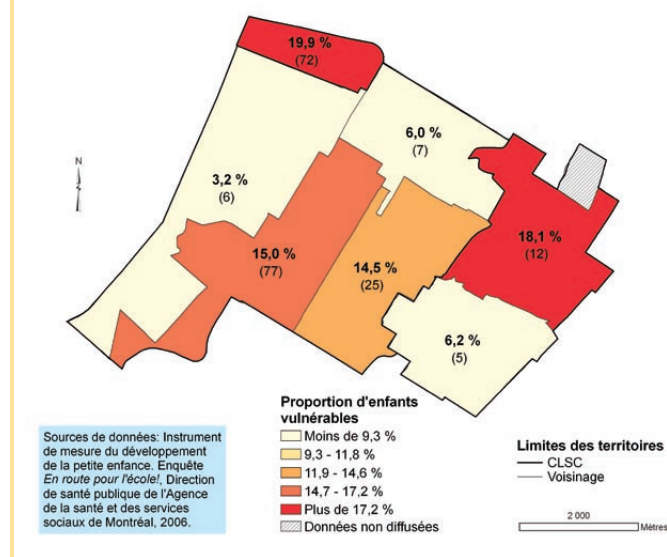 19,9 %
(72)
6,0 %
(7)
N
3,2 %
(6)
18,1 %
(12)
15,0 %
(77)
14,5 %
(25)
6,2 %
(5)
Sources de données: Instrument
de mesure du développement
de la petite enfance. Enquête
En route pour l'école!, Direction
de santé publique de l'Agence
de la santé et des services
sociaux de Montréal, 2006.
Proportion d'enfants
vulnérables
Moins de 9,3 %
9,3 - 11,8 %
11,9 - 14,6 %
14,7 - 17,2 %
Plus de 17,2 %
Données non diffusées
Limites des territoires
CLSC
Voisinage
2 000
Mètres